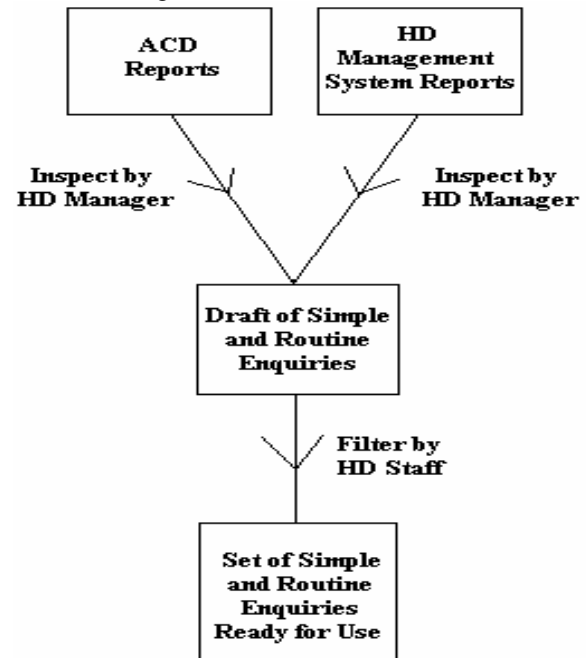 ACD
Reports
HD
Management
System Reports
Inspect by
HD Manager
Inspect by
HD Manager
Draft of Simple
and Routine
Enquiries
Filter by
HD Staff
Set of Simple
and Routine
Enquiries
Ready for Use